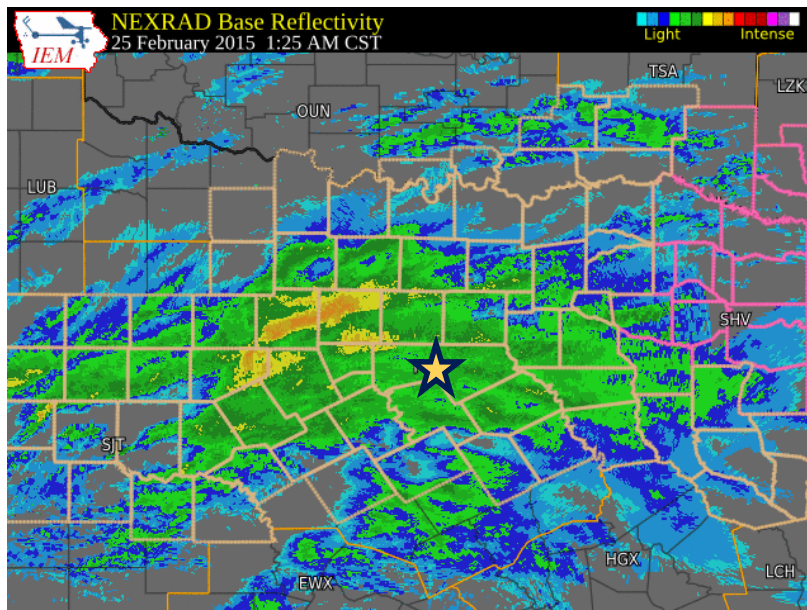 NEXRAD Base Reflectivity
25 February 2015 1:25 AM CST
IEM
Light Intense
TSA
LZK
OUN
LUB
SHV
SJT
HGX
EWX
LCH